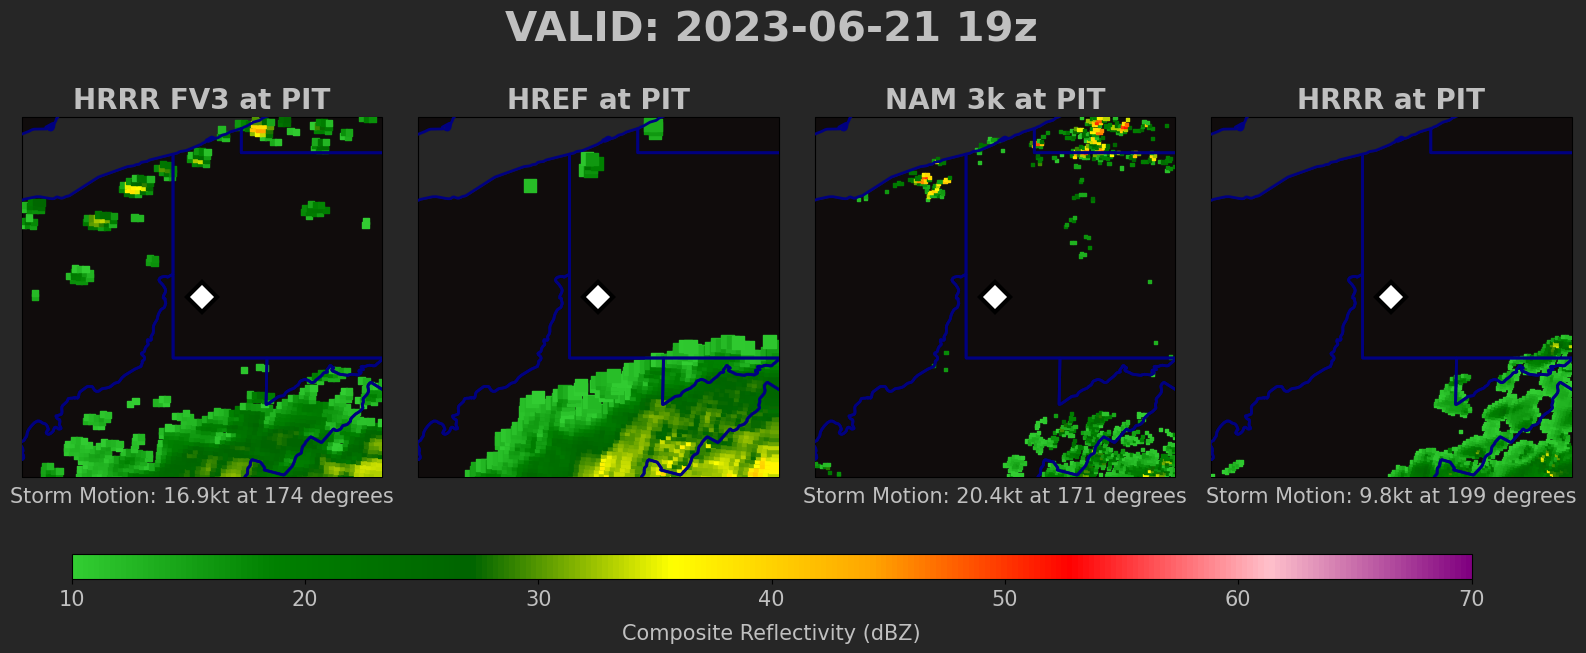 VALID: 2023-06-21 19z
HRRR FV3 at PIT
HREF at PIT
NAM 3k at PIT
HRRR at PIT
Storm Motion: 16.9kt at 174 degrees
Storm Motion: 20.4kt at 171 degrees
Storm Motion: 9.8kt at 199 degrees
10 20 30 40 50 60 70
Composite Reflectivity (dBZ)